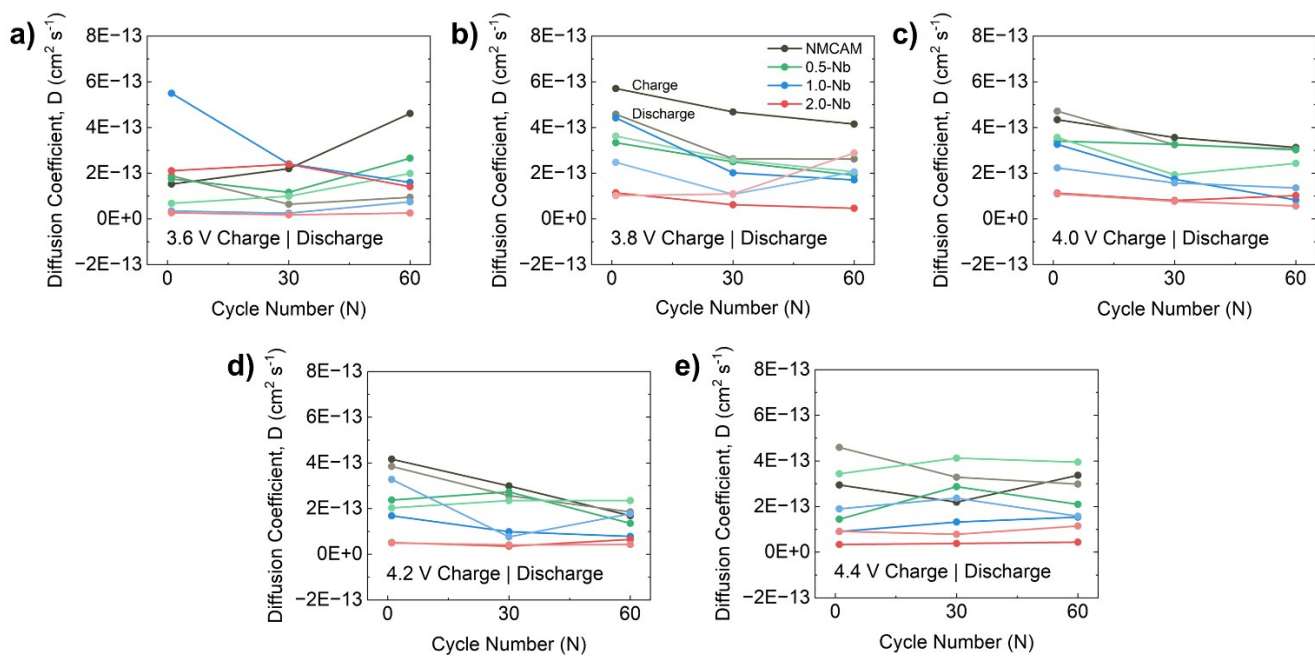 a)
Diffusion Coefficient, D (cm² s⁻¹)
8E−13
6E−13
4E−13
2E−13
0E+0
−2E−13
3.6 V Charge | Discharge
0 30 60
Cycle Number (N)
b)
Diffusion Coefficient, D (cm² s⁻¹)
8E−13
6E−13
4E−13
2E−13
0E+0
−2E−13
NMCAM
0.5-Nb
1.0-Nb
2.0-Nb
Charge
Discharge
3.8 V Charge | Discharge
0 30 60
Cycle Number (N)
c)
Diffusion Coefficient, D (cm² s⁻¹)
8E−13
6E−13
4E−13
2E−13
0E+0
−2E−13
4.0 V Charge | Discharge
0 30 60
Cycle Number (N)
d)
Diffusion Coefficient, D (cm² s⁻¹)
8E−13
6E−13
4E−13
2E−13
0E+0
−2E−13
4.2 V Charge | Discharge
0 30 60
Cycle Number (N)
e)
Diffusion Coefficient, D (cm² s⁻¹)
8E−13
6E−13
4E−13
2E−13
0E+0
−2E−13
4.4 V Charge | Discharge
0 30 60
Cycle Number (N)